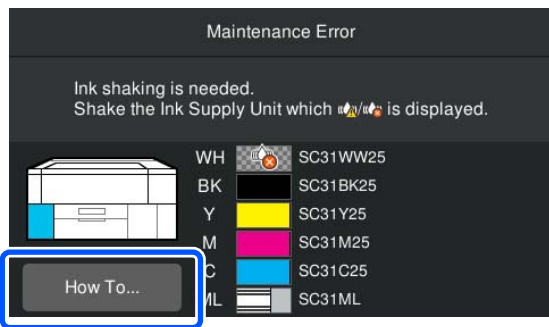 Maintenance Error
Ink shaking is needed.
Shake the Ink Supply Unit which / is displayed.
WH SC31WW25
BK SC31BK25
Y SC31Y25
M SC31M25
C SC31C25
ML SC31ML
How To...